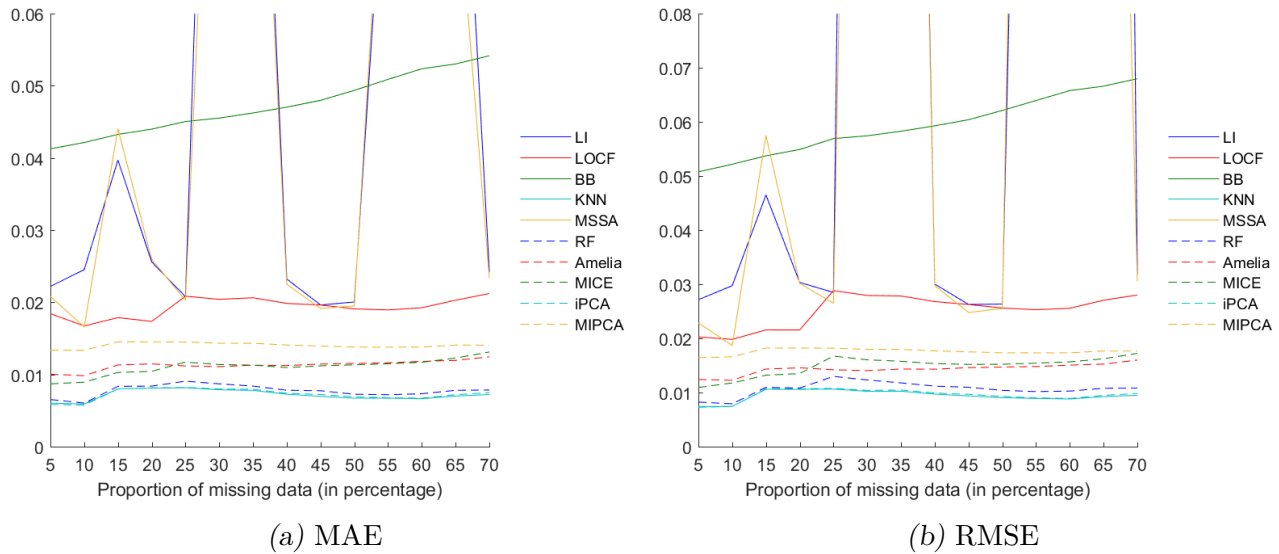 0.06
0.05
0.04
0.03
0.02
0.01
0
5 10 15 20 25 30 35 40 45 50 55 60 65 70
Proportion of missing data (in percentage)
LI
LOCF
BB
KNN
MSSA
RF
Amelia
MICE
iPCA
MIPCA
(a) MAE
0.08
0.07
0.06
0.05
0.04
0.03
0.02
0.01
0
5 10 15 20 25 30 35 40 45 50 55 60 65 70
Proportion of missing data (in percentage)
LI
LOCF
BB
KNN
MSSA
RF
Amelia
MICE
iPCA
MIPCA
(b) RMSE